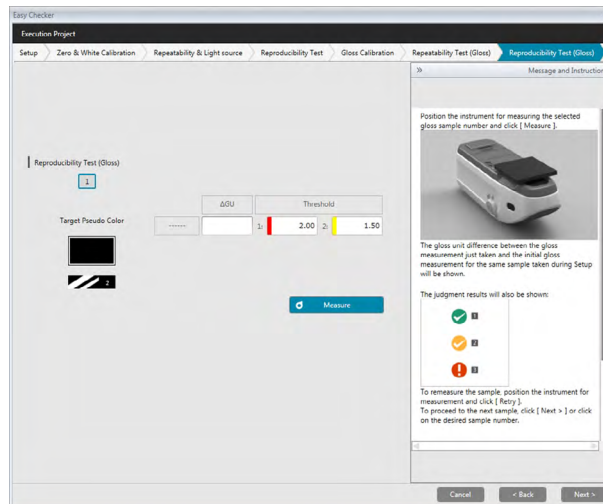 Easy Checker
Execution Project
Setup
Zero & White Calibration
Repeatability & Light source
Reproducibility Test
Gloss Calibration
Repeatability Test (Gloss)
Reproducibility Test (Gloss)
» Message and Instruction
Reproducibility Test (Gloss)
1
Target Pseudo Color
2
ΔGU Threshold
------ 1: 2.00 2: 1.50
Measure
Position the instrument for measuring the selected
gloss sample number and click [ Measure ].
The gloss unit difference between the gloss
measurement just taken and the initial gloss
measurement for the same sample taken during Setup
will be shown.
The judgment results will also be shown:
1
2
3
To remeasure the sample, position the instrument for
measurement and click [ Retry ].
To proceed to the next sample, click [ Next > ] or click
on the desired sample number.
Cancel
< Back
Next >